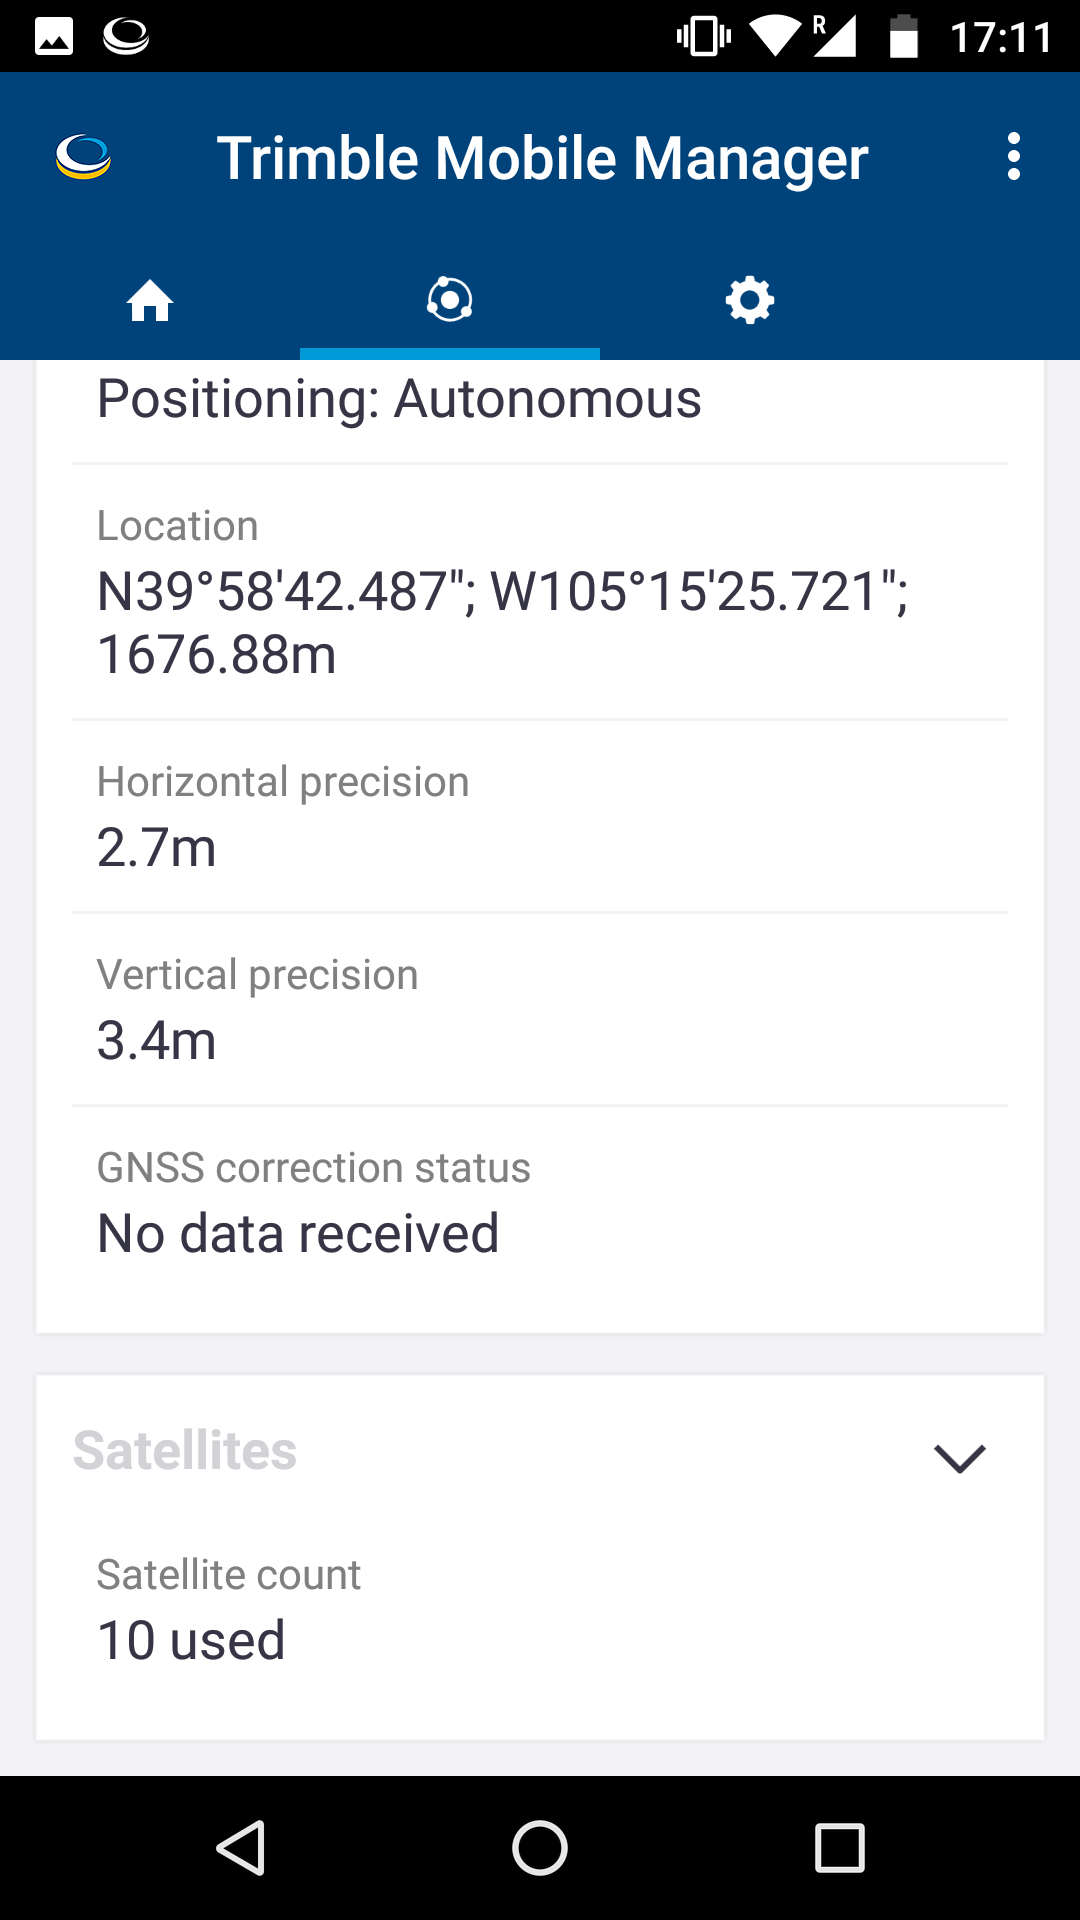 R 17:11
Trimble Mobile Manager
Positioning: Autonomous
Location
N39°58'42.487"; W105°15'25.721";
1676.88m
Horizontal precision
2.7m
Vertical precision
3.4m
GNSS correction status
No data received
Satellites
Satellite count
10 used